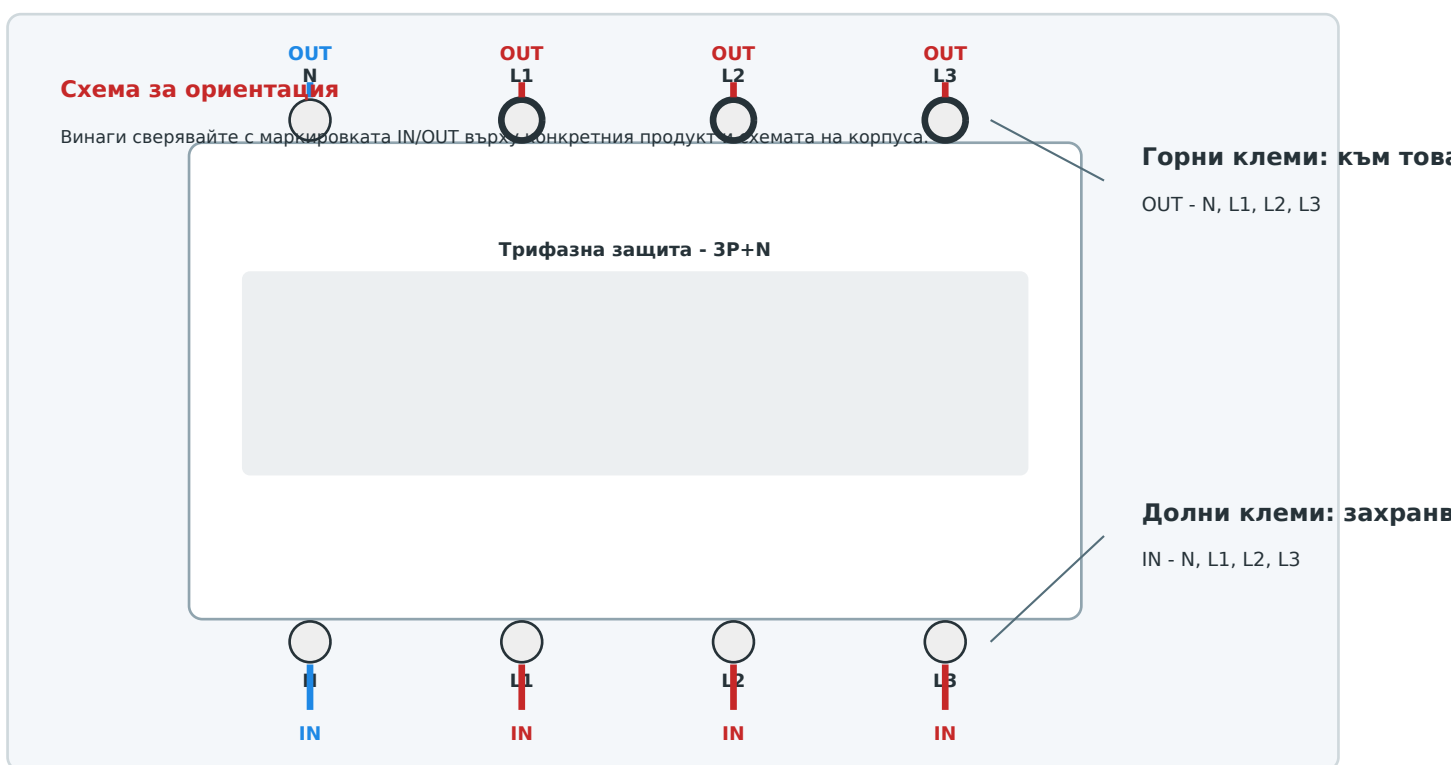 OUT OUT OUT OUT
N L1 L2 L3
Схема за ориентация
Винаги сверявайте с маркировката IN/OUT върху конкретния продукт и схемата на корпуса.
Горни клеми: към това
OUT - N, L1, L2, L3
Трифазна защита - 3P+N
Долни клеми: захранв
IN - N, L1, L2, L3
N L1 L2 L3
IN IN IN IN